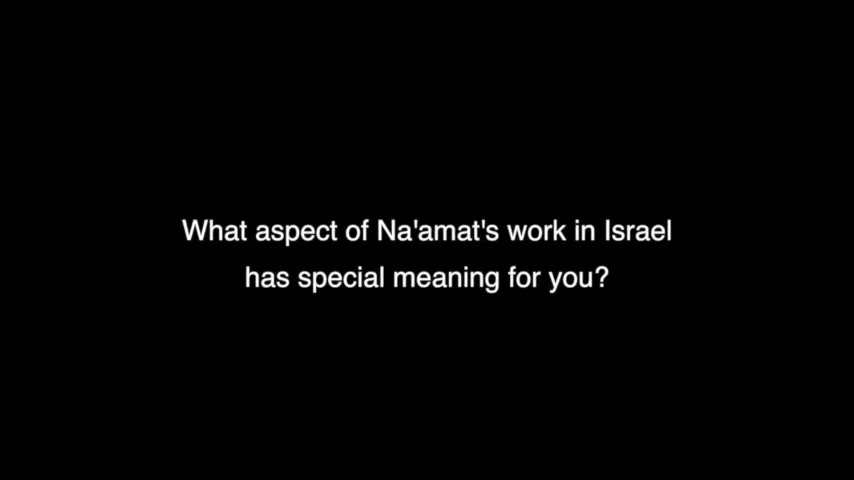 What aspect of Na'amat's work in Israel
has special meaning for you?